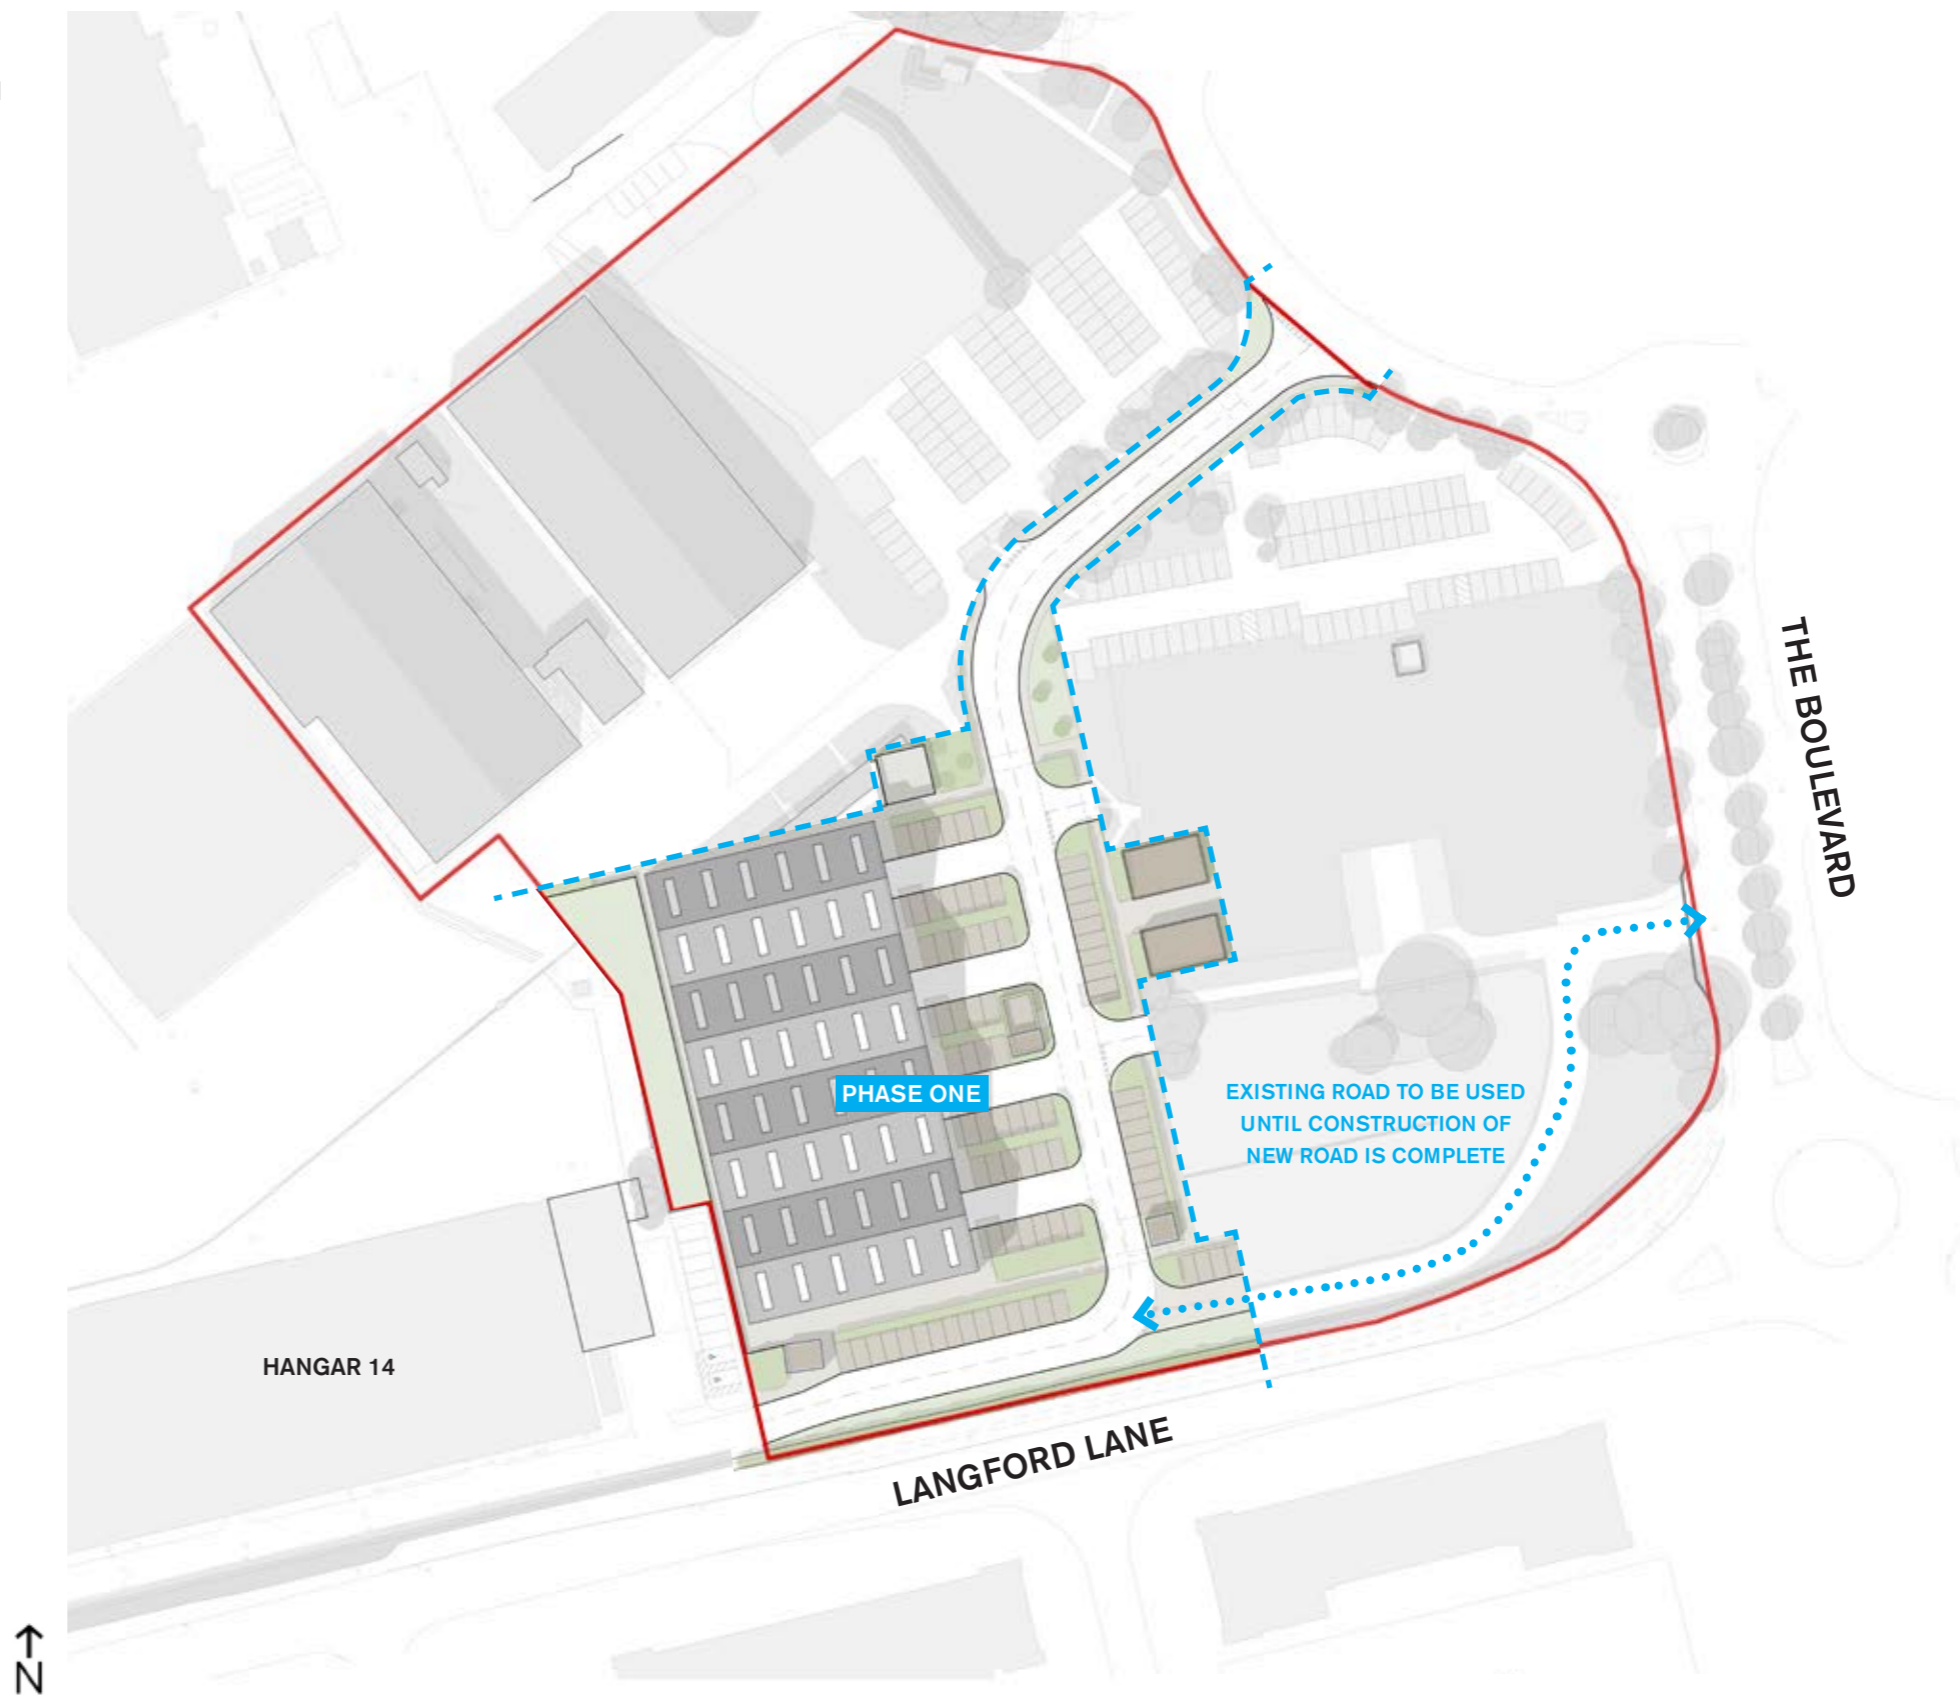 THE BOULEVARD
PHASE ONE
EXISTING ROAD TO BE USED
UNTIL CONSTRUCTION OF
NEW ROAD IS COMPLETE
HANGAR 14
LANGFORD LANE
N